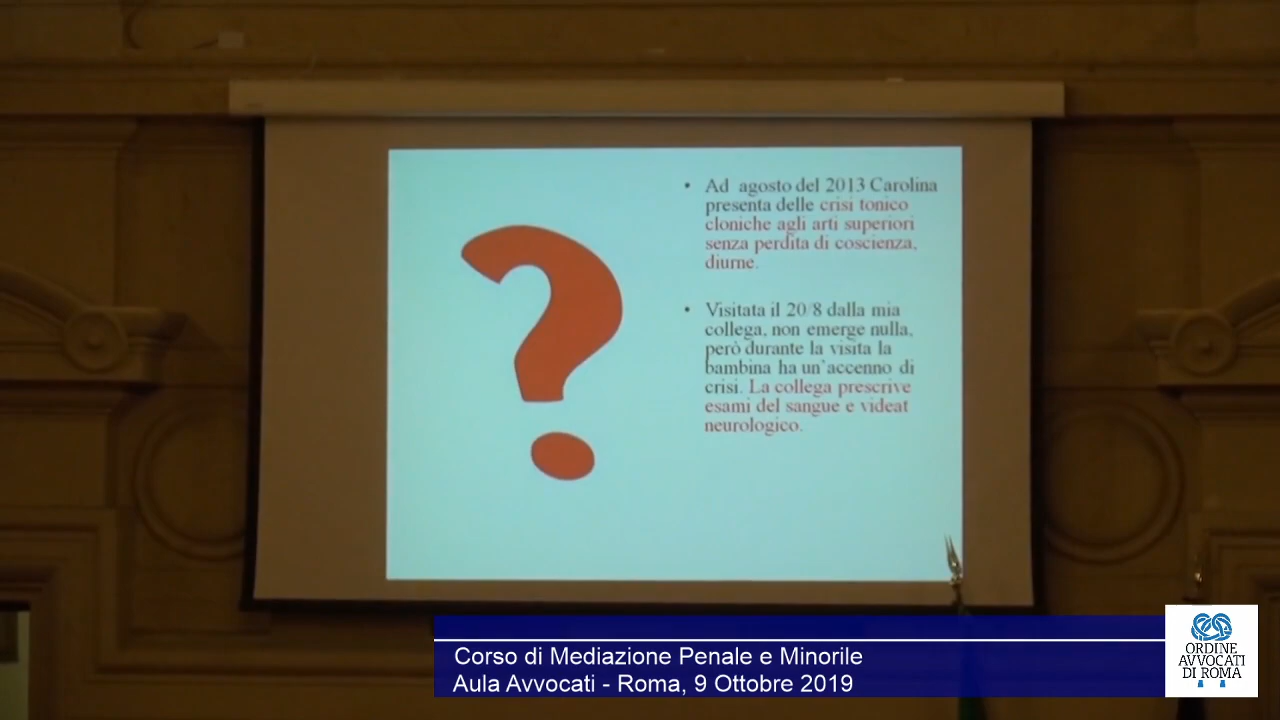 • Ad agosto del 2013 Carolina
presenta delle crisi tonico
cloniche agli arti superiori
senza perdita di coscienza,
diurne.
• Visitata il 20/8 dalla mia
collega, non emerge nulla,
però durante la visita la
bambina ha un'accenno di
crisi. La collega prescrive
esami del sangue e videat
neurologico.
Corso di Mediazione Penale e Minorile
Aula Avvocati - Roma, 9 Ottobre 2019
ORDINE
AVVOCATI
DI ROMA